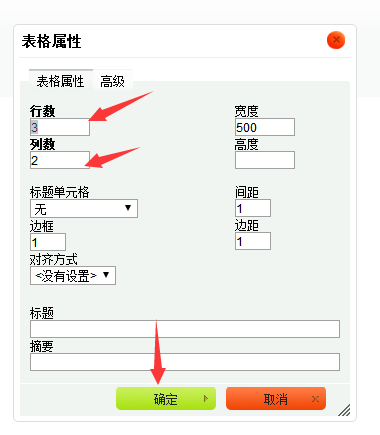 表格属性
表格属性 高级
行数 宽度
3 500
列数 高度
2
标题单元格 间距
无 1
边框 边距
1 1
对齐方式
<没有设置>
标题
摘要
确定 取消